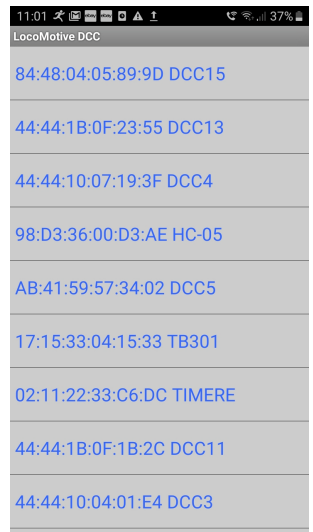 11:01 37%
LocoMotive DCC
84:48:04:05:89:9D DCC15
44:44:1B:0F:23:55 DCC13
44:44:10:07:19:3F DCC4
98:D3:36:00:D3:AE HC-05
AB:41:59:57:34:02 DCC5
17:15:33:04:15:33 TB301
02:11:22:33:C6:DC TIMERE
44:44:1B:0F:1B:2C DCC11
44:44:10:04:01:E4 DCC3